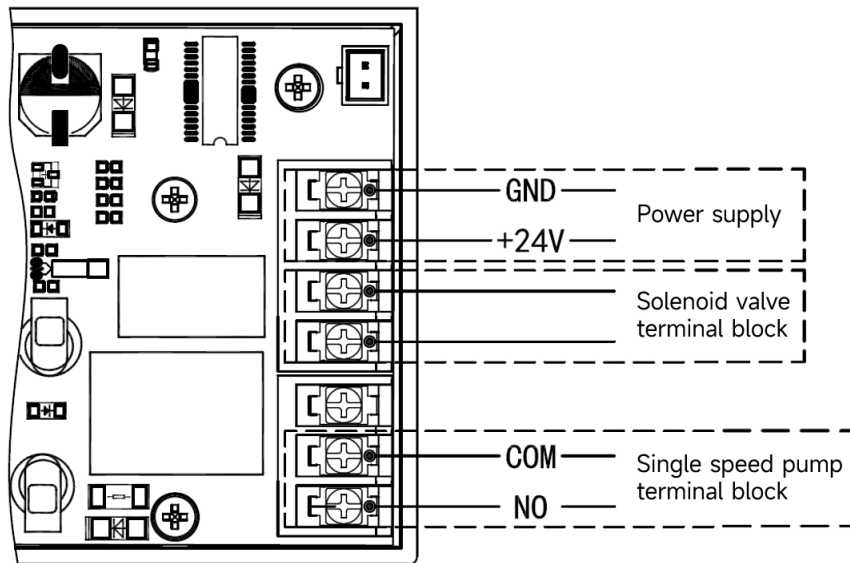 GND
+24V
Power supply
Solenoid valve
terminal block
COM
NO
Single speed pump
terminal block